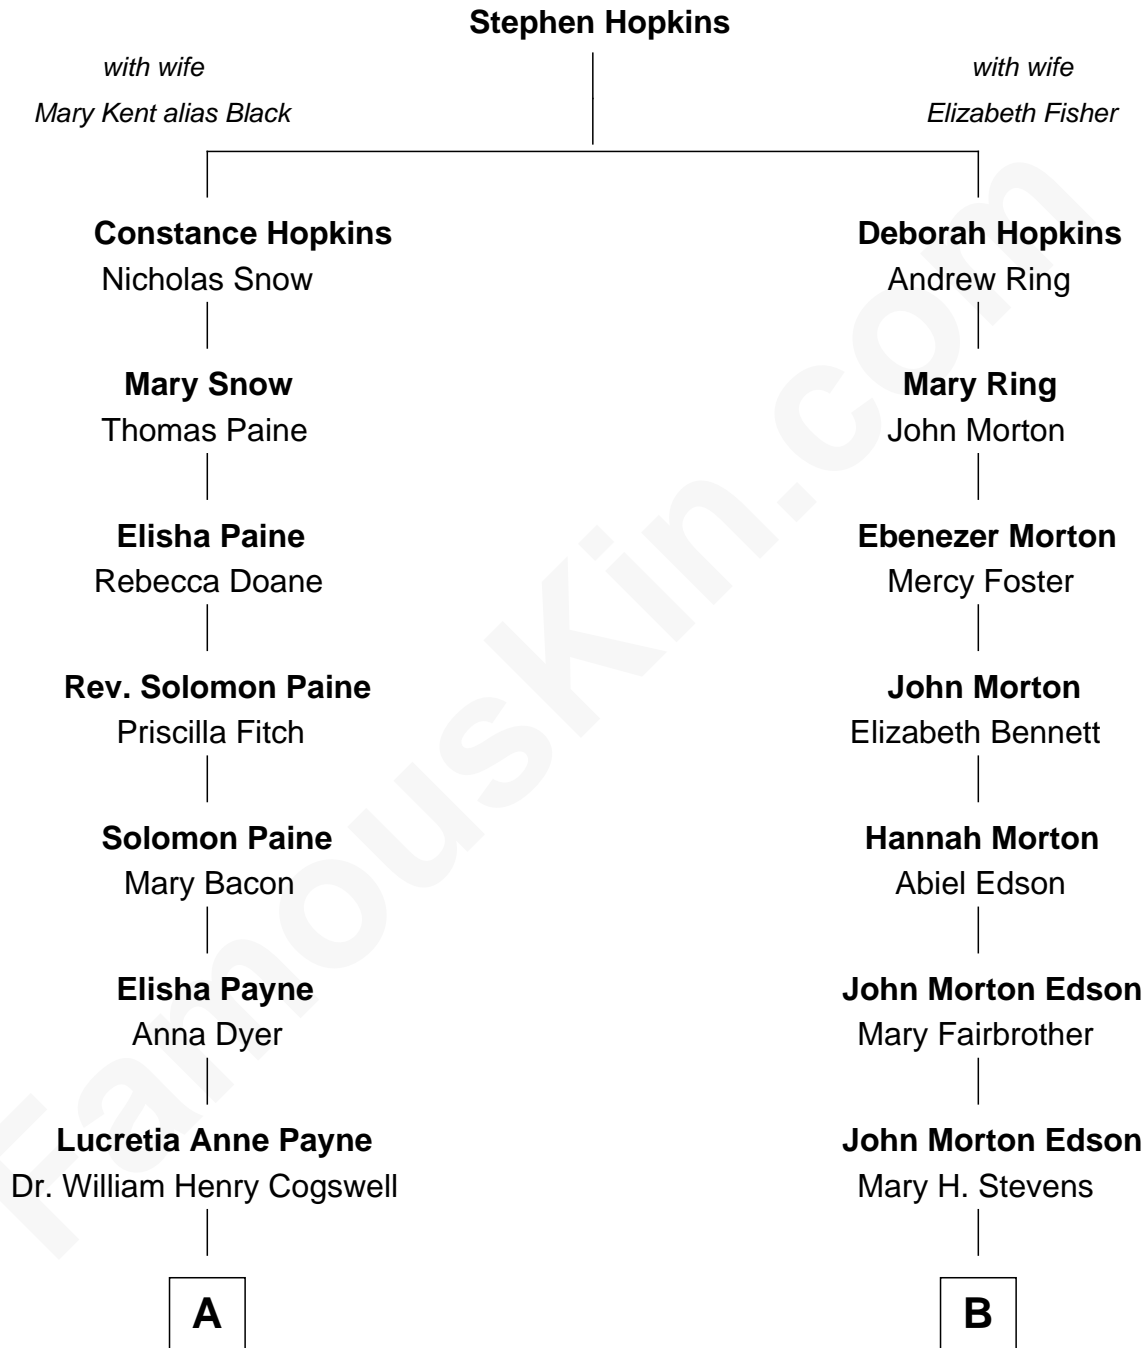 Stephen Hopkins
with wife
Mary Kent alias Black
with wife
Elizabeth Fisher
Constance Hopkins
Nicholas Snow
Deborah Hopkins
Andrew Ring
Mary Snow
Thomas Paine
Mary Ring
John Morton
Elisha Paine
Rebecca Doane
Ebenezer Morton
Mercy Foster
Rev. Solomon Paine
Priscilla Fitch
John Morton
Elizabeth Bennett
Solomon Paine
Mary Bacon
Hannah Morton
Abiel Edson
Elisha Payne
Anna Dyer
John Morton Edson
Mary Fairbrother
Lucretia Anne Payne
Dr. William Henry Cogswell
John Morton Edson
Mary H. Stevens
A
B
FamousKin.com